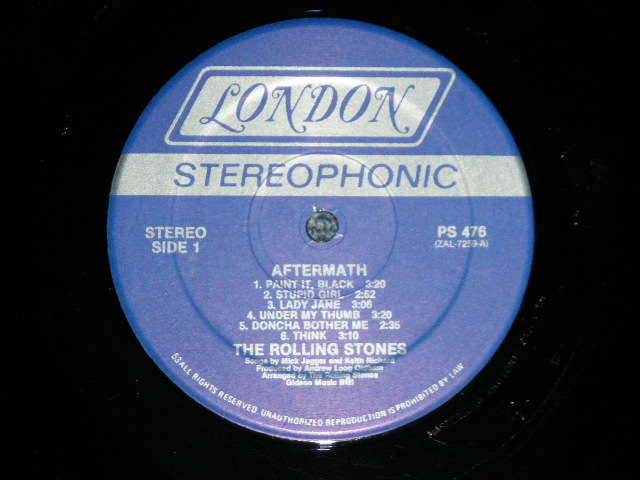 LONDON
STEREOPHONIC
STEREO
SIDE 1
PS 476
(ZAL-7259-A)
AFTERMATH
1. PAINT IT, BLACK 3:20
2. STUPID GIRL 2:52
3. LADY JANE 3:06
4. UNDER MY THUMB 3:20
5. DONCHA BOTHER ME 2:35
6. THINK 3:10
THE ROLLING STONES
Songs by Mick Jagger and Keith Richard
Produced by Andrew Loog Oldham
Arranged by The Rolling Stones
Gideon Music BMI
53 ALL RIGHTS RESERVED. UNAUTHORIZED REPRODUCTION IS PROHIBITED BY LAW